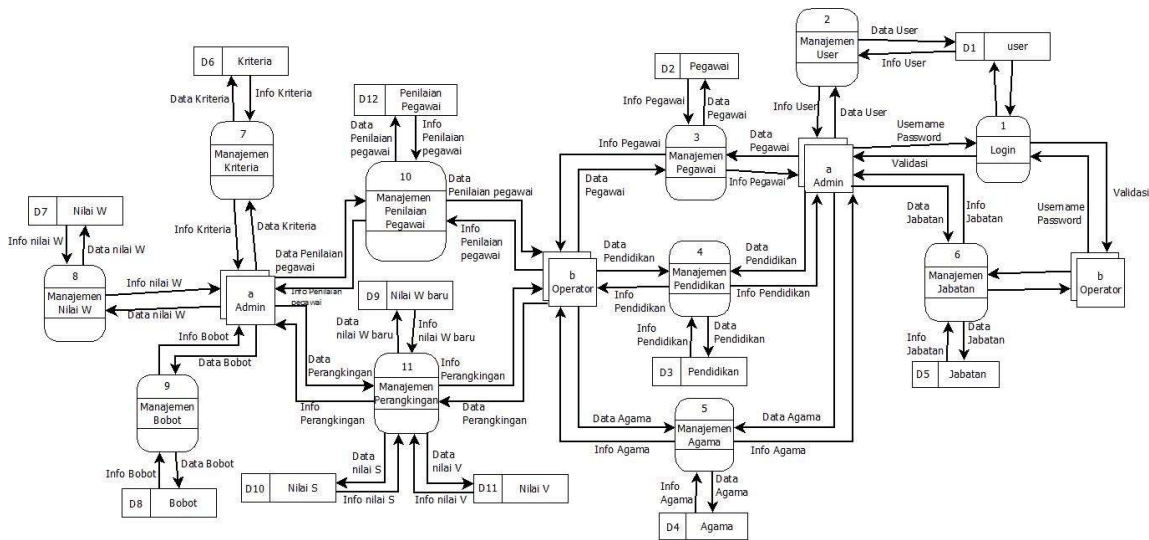 2
Manajemen
User
Data User
Info User
D1 user
Info User
Data User
D6 Kriteria
Data Kriteria
Info Kriteria
7
Manajemen
Kriteria
Info Kriteria
Data Kriteria
D12 Penilaian
Pegawai
Data
Penilaian
pegawai
Info
Penilaian
pegawai
10
Manajemen
Penilaian
Pegawai
Data
Penilaian pegawai
Info
Penilaian
pegawai
D2 Pegawai
Info Pegawai
Data
Pegawai
3
Manajemen
Pegawai
Info Pegawai
Data
Pegawai
Data
Pegawai
Info Pegawai
a
Admin
Username
Password
Validasi
1
Login
Validasi
Username
Password
Data
Jabatan
Info
Jabatan
6
Manajemen
Jabatan
b
Operator
Info
Jabatan
Data
Jabatan
D5 Jabatan
D7 Nilai W
Info nilai W
Data nilai W
8
Manajemen
Nilai W
Info nilai W
Data nilai W
a
Admin
Data Penilaian
pegawai
Info Penilaian
pegawai
Info Bobot
Data Bobot
9
Manajemen
Bobot
Info Bobot
Data Bobot
D8 Bobot
D9 Nilai W baru
Data
nilai W
Info
nilai W baru
Data
Perangkingan
Info
Perangkingan
11
Manajemen
Perangkingan
Info
Perangkingan
Data
Perangkingan
Data
nilai S
Info nilai S
D10 Nilai S
Data
nilai V
Info nilai V
D11 Nilai V
b
Operator
Data
Pendidikan
Info
Pendidikan
4
Manajemen
Pendidikan
Data
Pendidikan
Info Pendidikan
Info
Pendidikan
Data
Pendidikan
D3 Pendidikan
Data Agama
Info Agama
5
Manajemen
Agama
Data Agama
Info Agama
Info
Agama
Data
Agama
D4 Agama